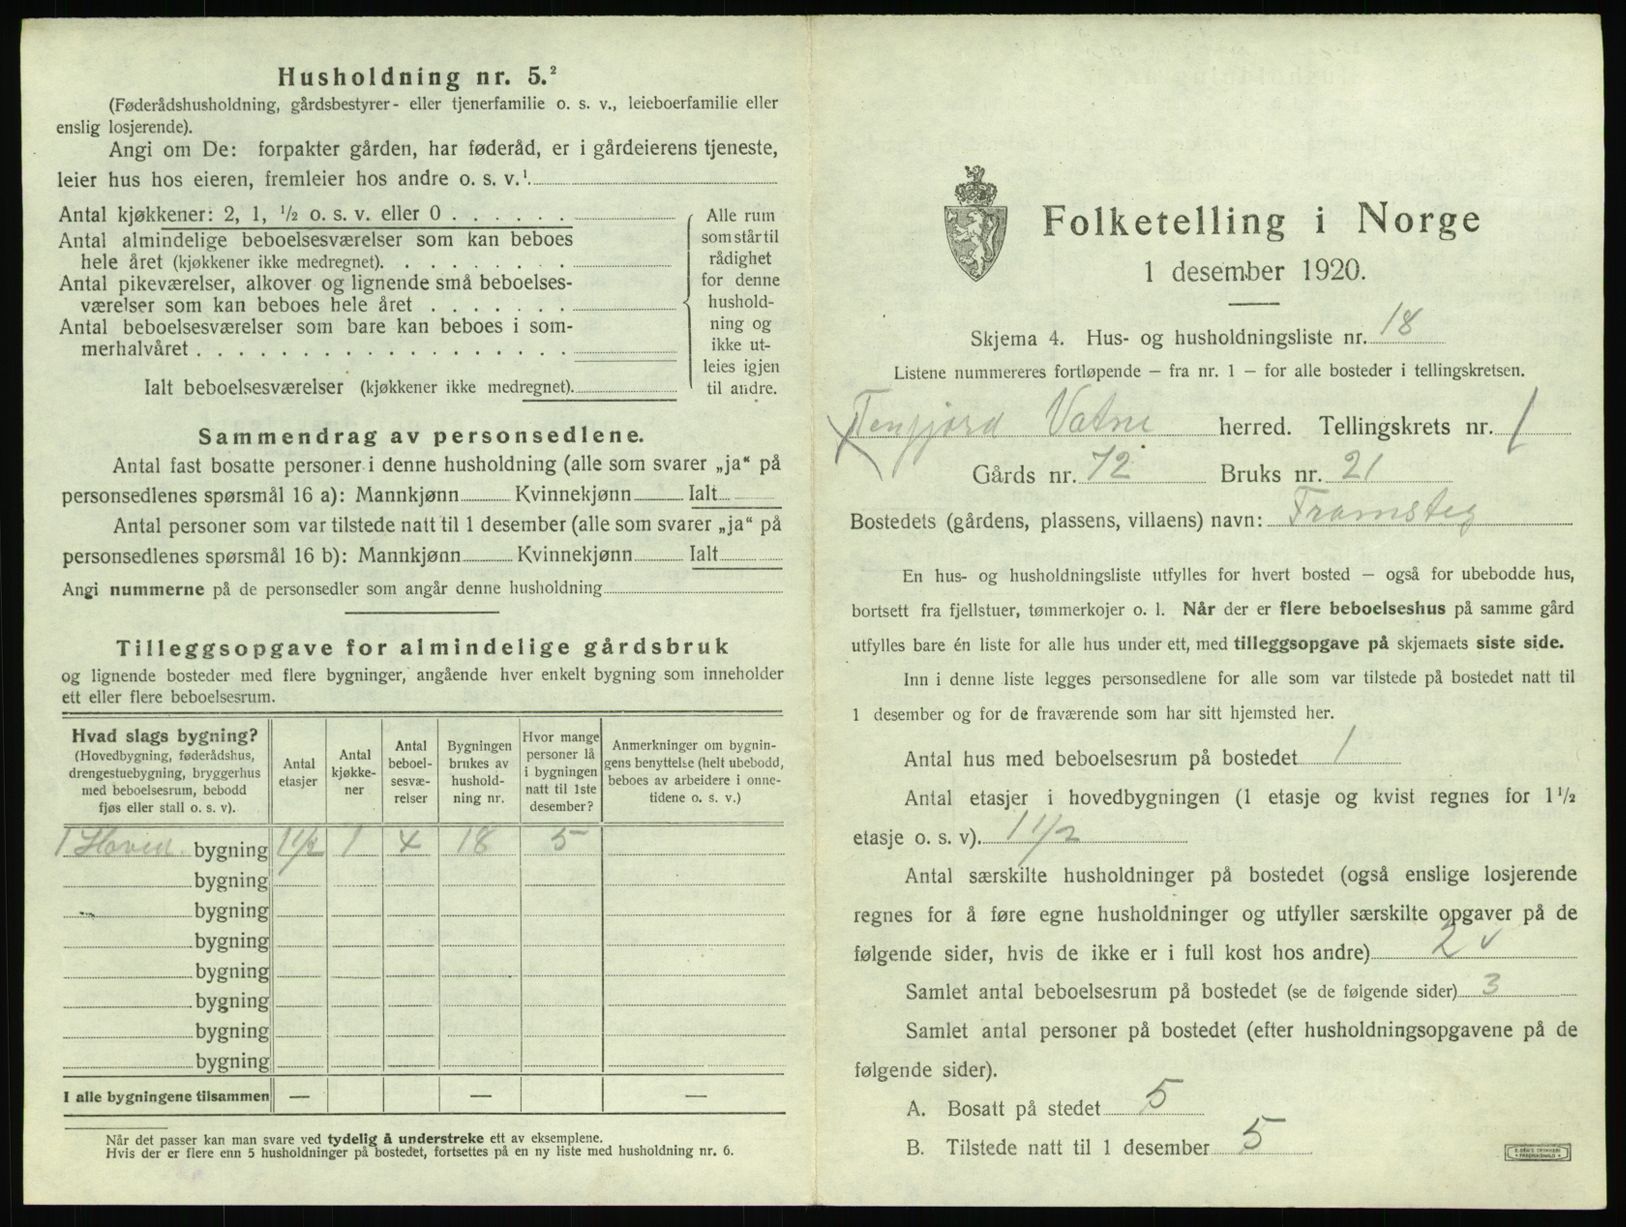 Husholdning nr. 5.²
(Føderådshusholdning, gårdsbestyrer- eller tjenerfamilie o. s. v., leieboerfamilie eller
enslig losjerende).
Angi om De: forpakter gården, har føderåd, er i gårdeierens tjeneste,
leier hus hos eieren, fremleier hos andre o. s. v.¹
Antal kjøkkener: 2, 1, ½ o. s. v. eller 0 . . . . . .
Antal almindelige beboelsesværelser som kan beboes
hele året (kjøkkener ikke medregnet). . . . . . . .
Antal pikeværelser, alkover og lignende små beboelses-
værelser som kan beboes hele året . . . . . . .
Antal beboelsesværelser som bare kan beboes i som-
merhalvåret . . . . . . . . . . . . . . . . . .
Ialt beboelsesværelser (kjøkkener ikke medregnet).
Alle rum
som står til
rådighet
for denne
hushold-
ning og
ikke ut-
leies igjen
til andre.
Sammendrag av personsedlene.
Antal fast bosatte personer i denne husholdning (alle som svarer „ja“ på
personsedlenes spørsmål 16 a): Mannkjønn Kvinnekjønn Ialt
Antal personer som var tilstede natt til 1 desember (alle som svarer „ja“ på
personsedlenes spørsmål 16 b): Mannkjønn Kvinnekjønn Ialt
Angi nummerne på de personsedler som angår denne husholdning
Tilleggsopgave for almindelige gårdsbruk
og lignende bosteder med flere bygninger, angående hver enkelt bygning som inneholder
ett eller flere beboelsesrum.
Hvad slags bygning?
(Hovedbygning, føderådshus,
drengestuebygning, bryggerhus
med beboelsesrum, bebodd
fjøs eller stall o. s. v).
Antal
etasjer
Antal
kjøkke-
ner
Antal
beboel-
sesvæ-
relser
Bygningen
brukes av
hushold-
ning nr.
Hvor mange
personer lå
i bygningen
natt til 1ste
desember?
Anmerkninger om bygnin-
gens benyttelse (helt ubebodd,
beboes av arbeidere i onne-
tidene o. s. v.)
1 Hoved bygning 1½ 1 4 18 5
bygning
bygning
bygning
bygning
bygning
bygning
bygning
I alle bygningene tilsammen — — —
Når det passer kan man svare ved tydelig å understreke ett av eksemplene.
Hvis der er flere enn 5 husholdninger på bostedet, fortsettes på en ny liste med husholdning nr. 6.
Folketelling i Norge
1 desember 1920.
Skjema 4. Hus- og husholdningsliste nr. 18
Listene nummereres fortløpende — fra nr. 1 — for alle bosteder i tellingskretsen.
Tenfjord Vatne herred. Tellingskrets nr. 1
Gårds nr. 72 Bruks nr. 21
Bostedets (gårdens, plassens, villaens) navn: Framsteg
En hus- og husholdningsliste utfylles for hvert bosted — også for ubebodde hus,
bortsett fra fjellstuer, tømmerkojer o. l. Når der er flere beboelseshus på samme gård
utfylles bare én liste for alle hus under ett, med tilleggsopgave på skjemaets siste side.
Inn i denne liste legges personsedlene for alle som var tilstede på bostedet natt til
1 desember og for de fraværende som har sitt hjemsted her.
Antal hus med beboelsesrum på bostedet 1
Antal etasjer i hovedbygningen (1 etasje og kvist regnes for 1½
etasje o. s. v). 1½
Antal særskilte husholdninger på bostedet (også enslige losjerende
regnes for å føre egne husholdninger og utfyller særskilte opgaver på de
følgende sider, hvis de ikke er i full kost hos andre) 2 v
Samlet antal beboelsesrum på bostedet (se de følgende sider) 3
Samlet antal personer på bostedet (efter husholdningsopgavene på de
følgende sider).
A. Bosatt på stedet 5
B. Tilstede natt til 1 desember 5